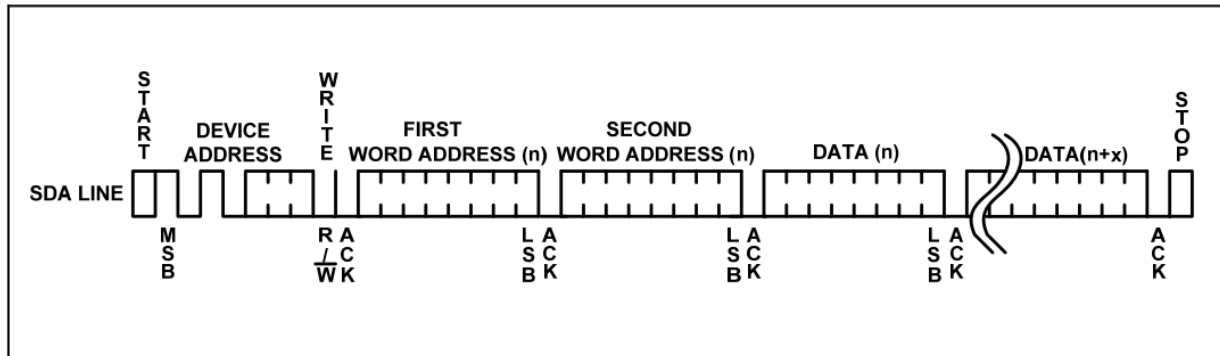 START
WRITE
STOP
DEVICE
ADDRESS
FIRST
WORD ADDRESS (n)
SECOND
WORD ADDRESS (n)
DATA (n)
DATA(n+x)
SDA LINE
MSB
R/W
ACK
LSB
ACK
LSB
ACK
LSB
ACK
ACK